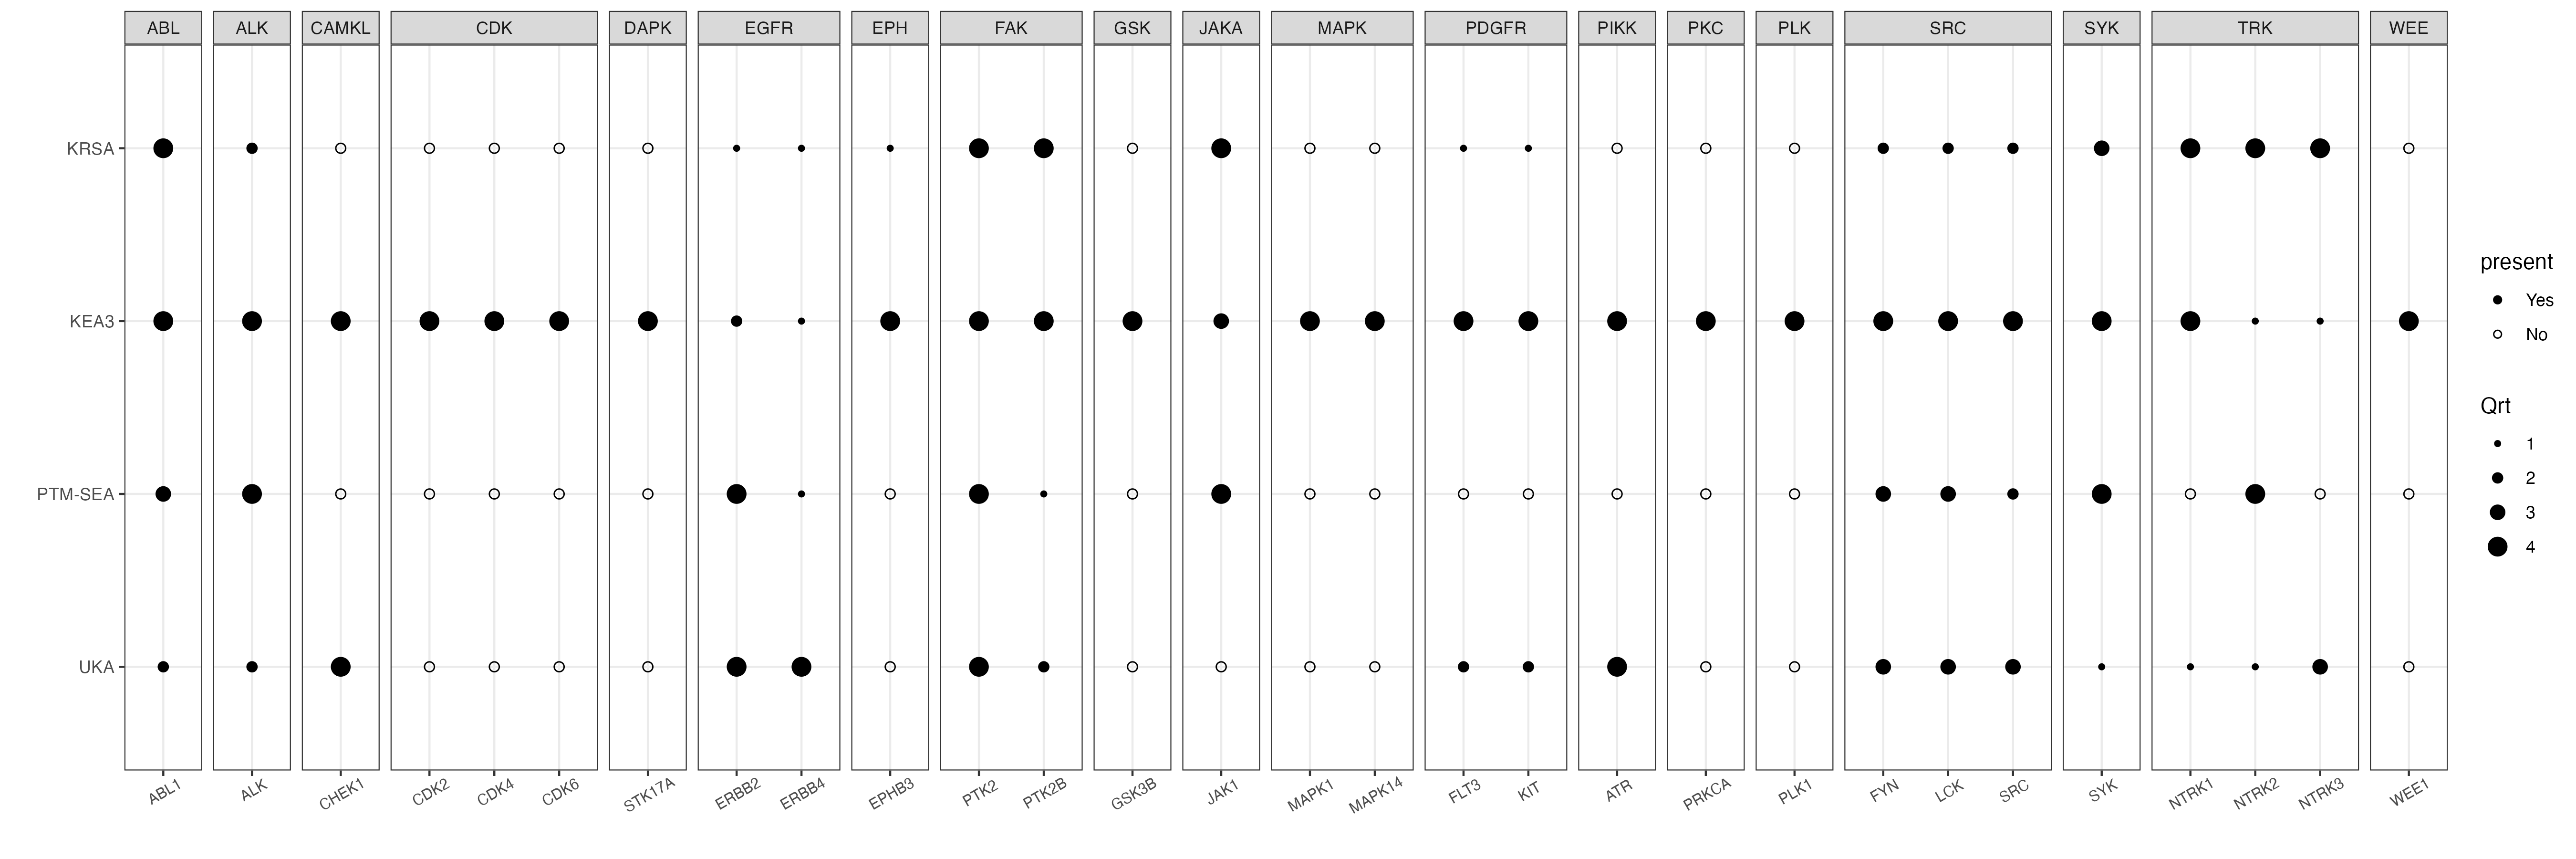 ABL ALK CAMKL CDK DAPK EGFR EPH FAK GSK JAKA MAPK PDGFR PIKK PKC PLK SRC SYK TRK WEE
KRSA
KEA3
PTM-SEA
UKA
ABL1 ALK CHEK1 CDK2 CDK4 CDK6 STK17A ERBB2 ERBB4 EPHB3 PTK2 PTK2B GSK3B JAK1 MAPK1 MAPK14 FLT3 KIT ATR PRKCA PLK1 FYN LCK SRC SYK NTRK1 NTRK2 NTRK3 WEE1
present
Yes
No
Qrt
1
2
3
4